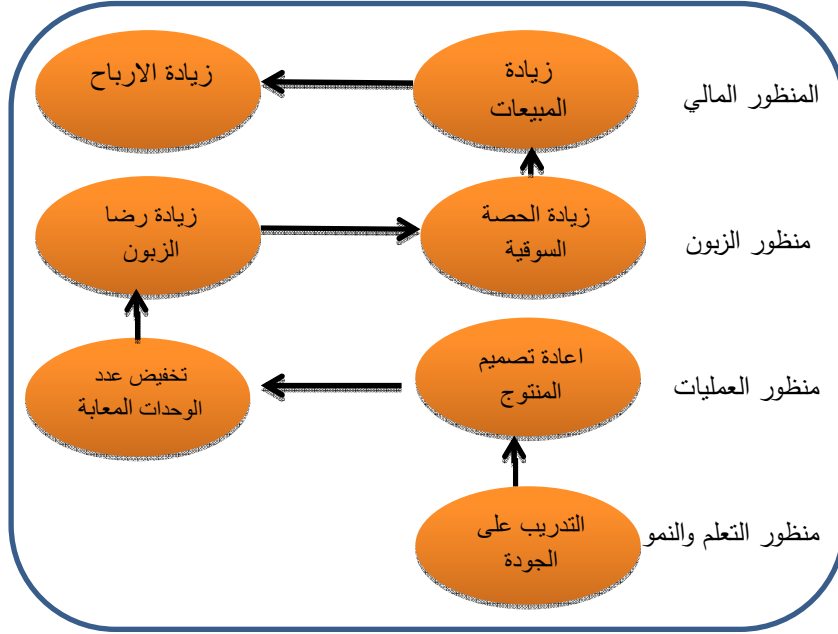 المنظور المالي
زيادة
المبيعات
زيادة الارباح
منظور الزبون
زيادة الحصة
السوقية
زيادة رضا
الزبون
منظور العمليات
اعادة تصميم
المنتوج
تخفيض عدد
الوحدات المعابة
منظور التعلم والنمو
التدريب على
الجودة